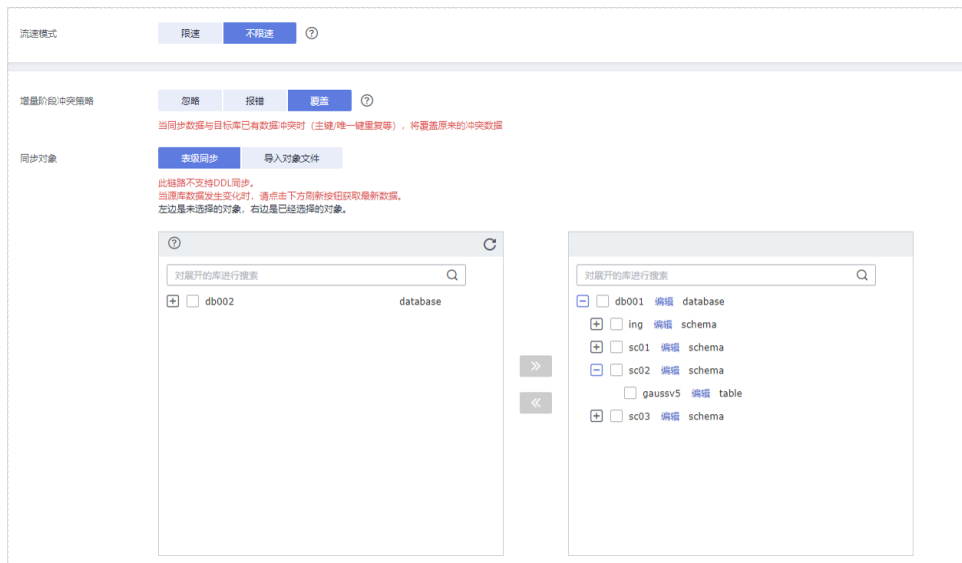 流速模式 限速 不限速 ?
增量阶段冲突策略 忽略 报错 覆盖 ?
当同步数据与目标库已有数据冲突时（主键/唯一键重复等），将覆盖原来的冲突数据
同步对象 表级同步 导入对象文件
此链路不支持DDL同步。
当源库数据发生变化时，请点击下方刷新按钮获取最新数据。
左边是未选择的对象，右边是已经选择的对象。
?
对展开的库进行搜索
db002 database
对展开的库进行搜索
db001 编辑 database
ing 编辑 schema
sc01 编辑 schema
sc02 编辑 schema
gaussv5 编辑 table
sc03 编辑 schema